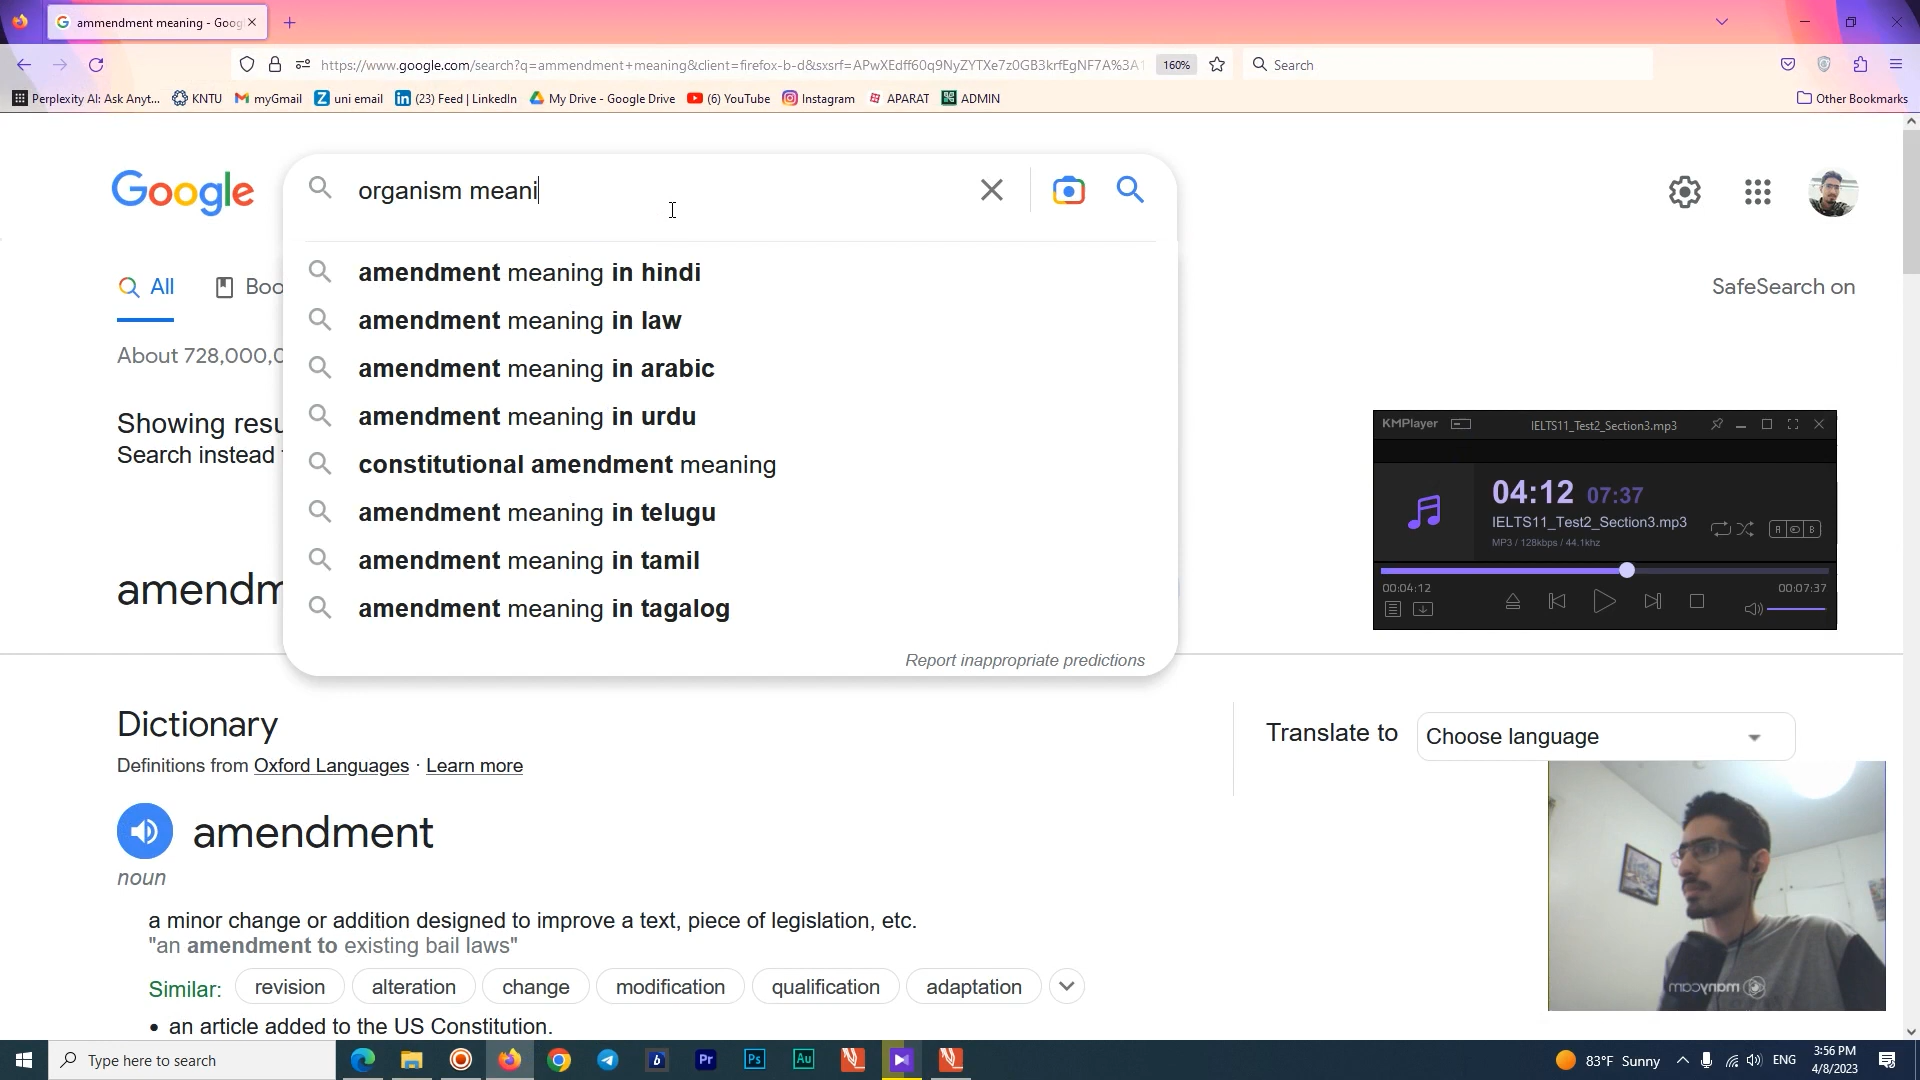 ammendment meaning - Goog
https://www.google.com/search?q=ammendment+meaning&client=firefox-b-d&sxsrf=APwXEdff60q9NyZYTXe7z0GB3krfEgNF7A%3A1
160%
Search
Perplexity AI: Ask Anyt...
KNTU
myGmail
uni email
(23) Feed | LinkedIn
My Drive - Google Drive
(6) YouTube
Instagram
APARAT
ADMIN
Other Bookmarks
Google
organism meani
All
Boo
SafeSearch on
About 728,000,0
Showing resu
Search instead
amendm
amendment meaning in hindi
amendment meaning in law
amendment meaning in arabic
amendment meaning in urdu
constitutional amendment meaning
amendment meaning in telugu
amendment meaning in tamil
amendment meaning in tagalog
Report inappropriate predictions
KMPlayer
IELTS11_Test2_Section3.mp3
04:12 07:37
IELTS11_Test2_Section3.mp3
MP3 / 128kbps / 44.1khz
A B
00:04:12
00:07:37
Dictionary
Definitions from Oxford Languages · Learn more
Translate to
Choose language
amendment
noun
a minor change or addition designed to improve a text, piece of legislation, etc.
"an amendment to existing bail laws"
Similar:
revision
alteration
change
modification
qualification
adaptation
• an article added to the US Constitution.
manycam
Type here to search
b
Pr
Ps
Au
83°F Sunny
ENG
3:56 PM
4/8/2023